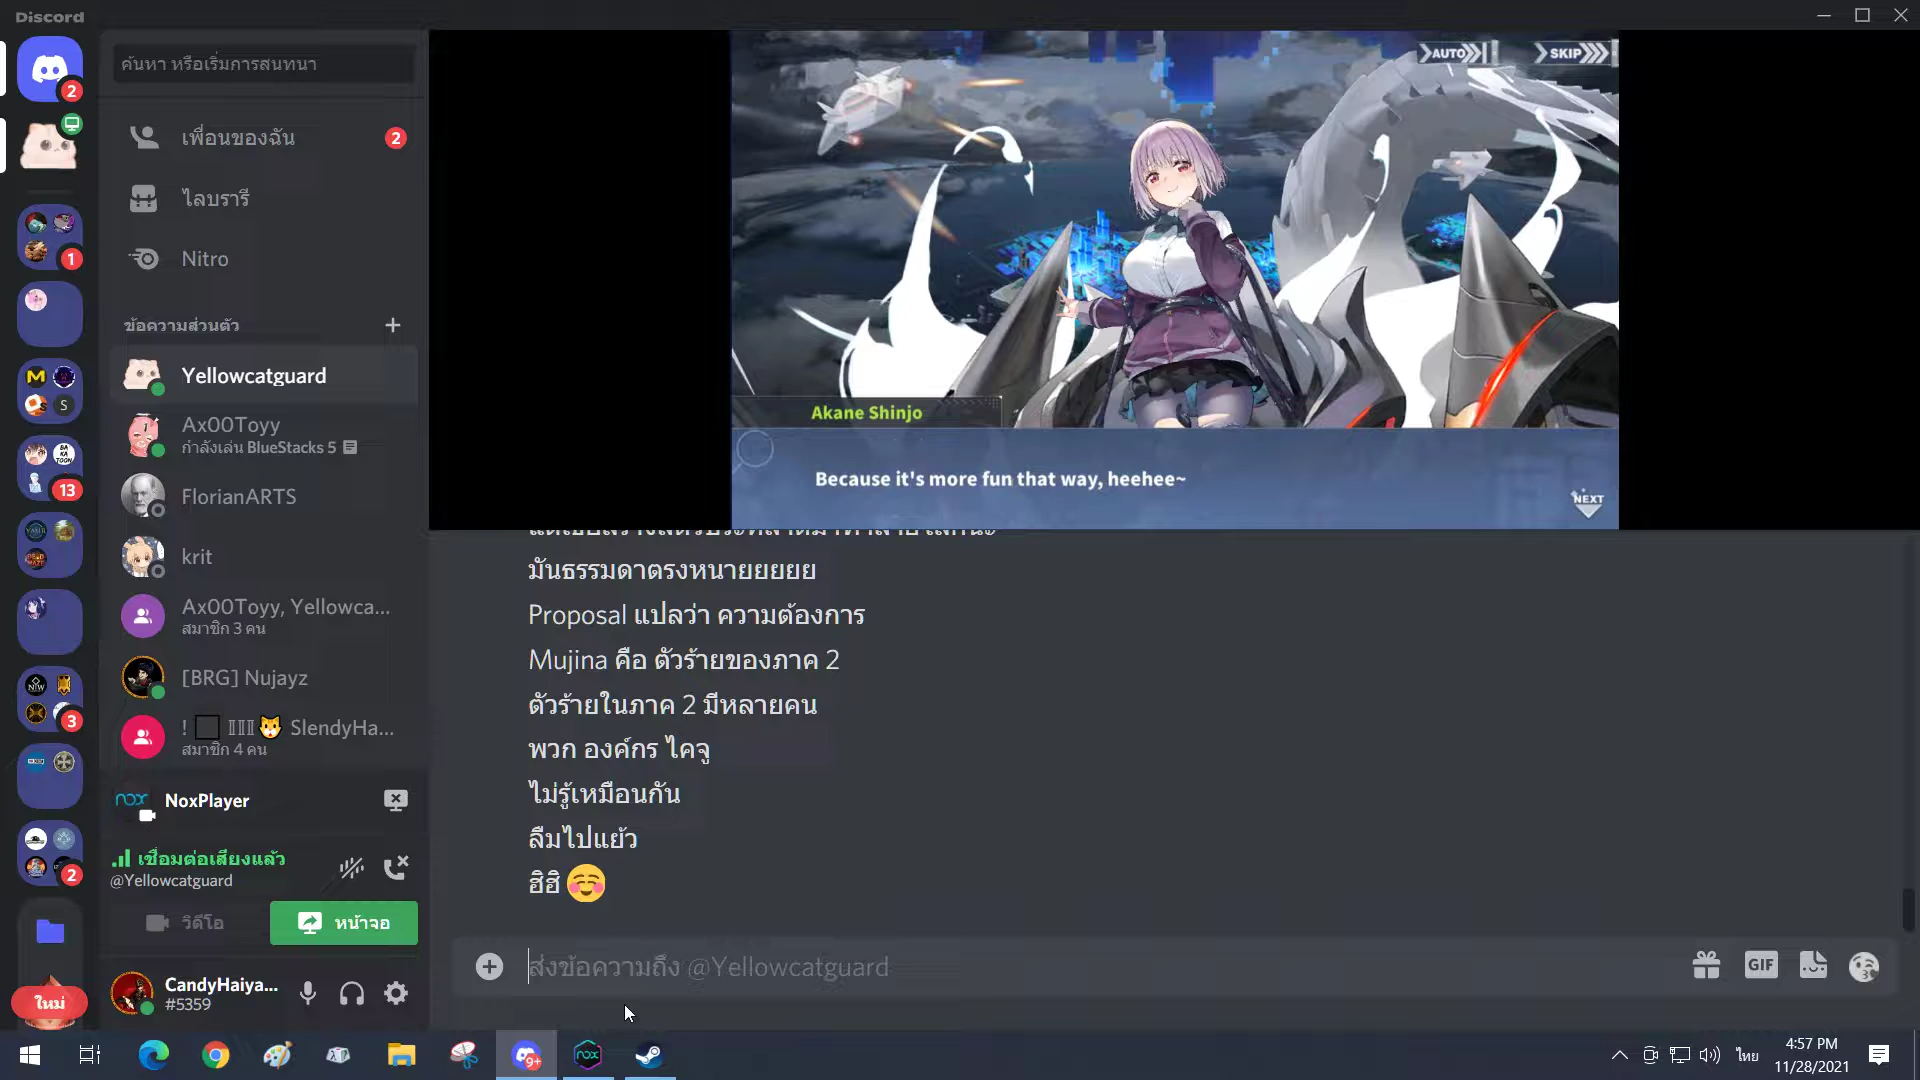 Discord
ค้นหา หรือเริ่มการสนทนา
เพื่อนของฉัน
2
ไลบรารี
Nitro
ข้อความส่วนตัว
Yellowcatguard
Ax00Toyy
กำลังเล่น BlueStacks 5
FlorianARTS
krit
Ax00Toyy, Yellowca...
สมาชิก 3 คน
[BRG] Nujayz
SlendyHa...
สมาชิก 4 คน
NoxPlayer
เชื่อมต่อเสียงแล้ว
@Yellowcatguard
วิดีโอ
หน้าจอ
CandyHaiya...
#5359
2
1
13
3
2
ใหม่
AUTO
SKIP
Akane Shinjo
Because it's more fun that way, heehee~
NEXT
มันธรรมดาตรงหนายยยยย
Proposal แปลว่า ความต้องการ
Mujina คือ ตัวร้ายของภาค 2
ตัวร้ายในภาค 2 มีหลายคน
พวก องค์กร ไคจู
ไม่รู้เหมือนกัน
ลืมไปแย้ว
ฮิฮิ ☺️
ส่งข้อความถึง @Yellowcatguard
GIF
9+
nox
ไทย
4:57 PM
11/28/2021